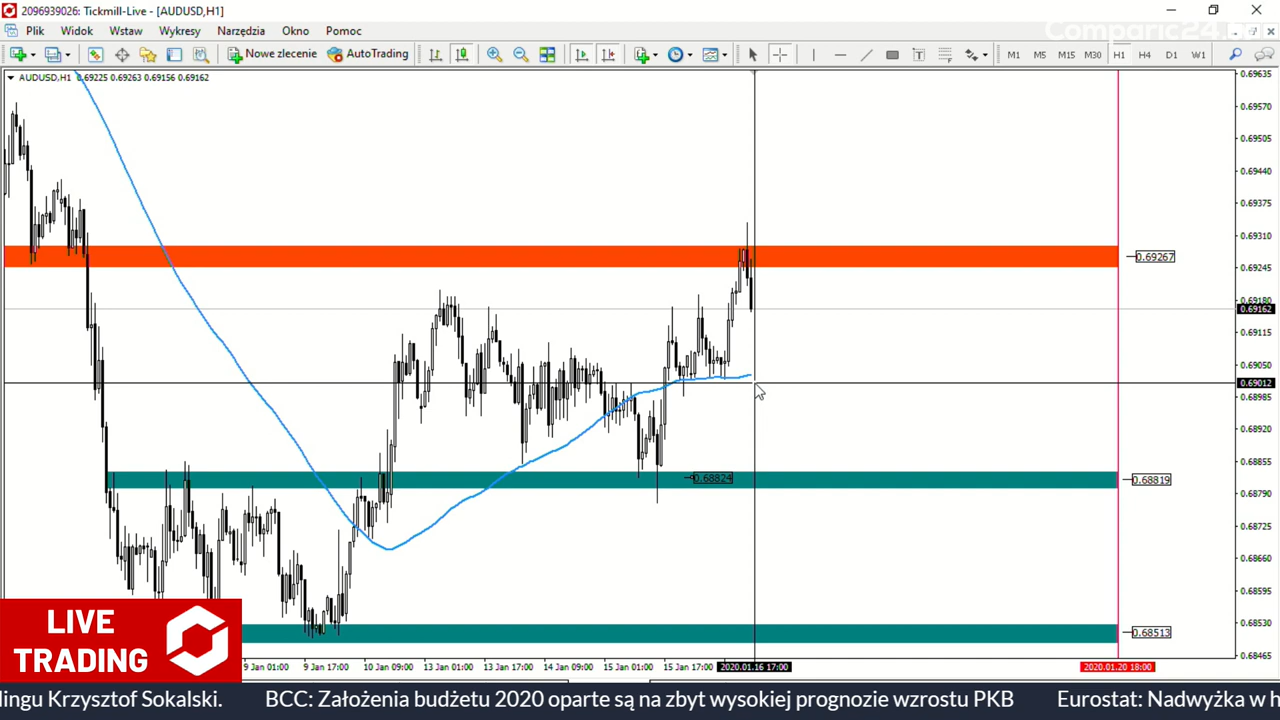 2096939026: Tickmill-Live - [AUDUSD,H1]
Comparic24.
Plik Widok Wstaw Wykresy Narzędzia Okno Pomoc
Nowe zlecenie AutoTrading M1 M5 M15 M30 H1 H4 D1 W1
AUDUSD,H1 0.69225 0.69263 0.69156 0.69162
0.69635
0.69570
0.69505
0.69440
0.69375
0.69310
0.69267
0.69245
0.69180
0.69162
0.69115
0.69050
0.69012
0.68985
0.68920
0.68855
0.68824 0.68819
0.68790
0.68725
0.68660
0.68595
0.68530
0.68513
0.68465
LIVE
TRADING
9 Jan 01:00 9 Jan 17:00 10 Jan 09:00 13 Jan 01:00 13 Jan 17:00 14 Jan 09:00 15 Jan 01:00 15 Jan 17:00 2020.01.16 17:00 2020.01.20 18:00
dingu Krzysztof Sokalski. BCC: Założenia budżetu 2020 oparte są na zbyt wysokiej prognozie wzrostu PKB Eurostat: Nadwyżka w h